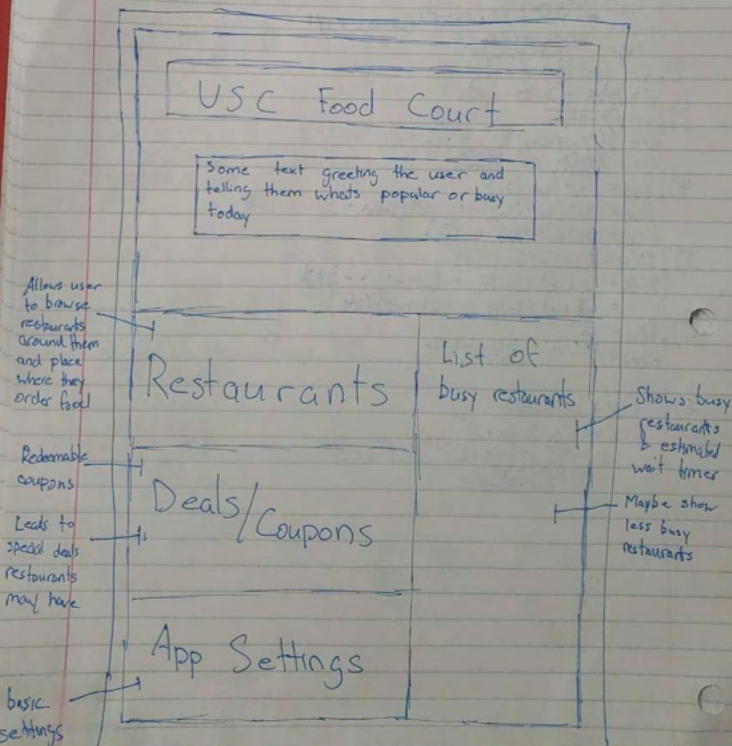 USC Food Court
Some text greeting the user and
telling them whats popular or busy
today
Allows user
to browse
restaurants
around them
and place
where they
order food
Restaurants
List of
busy restaurants
Shows busy
restaurants
& estimated
wait times
Maybe show
less busy
restaurants
Redeemable
coupons
Deals/Coupons
Leads to
special deals
restaurants
may have
App Settings
basic
settings